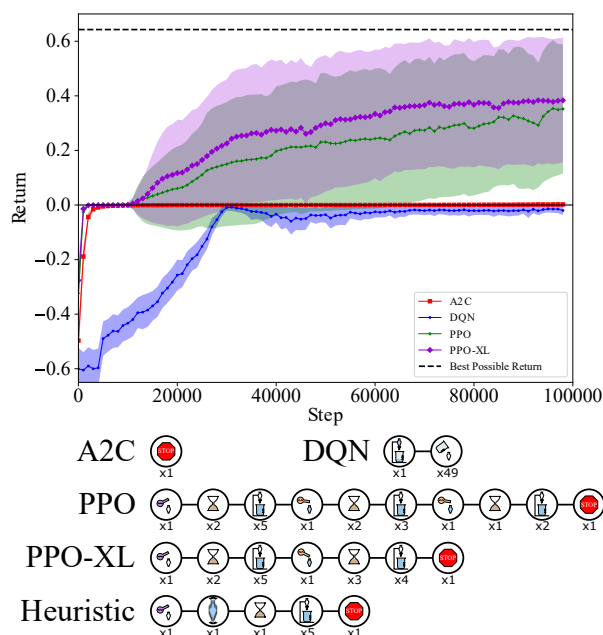 0.6
0.4
0.2
0.0
−0.2
−0.4
−0.6
Return
A2C
DQN
PPO
PPO-XL
Best Possible Return
0 20000 40000 60000 80000 100000
Step
A2C STOP DQN
x1 x1 x49
PPO STOP
x1 x2 x5 x1 x2 x3 x1 x1 x2 x1
PPO-XL STOP
x1 x2 x5 x1 x3 x4 x1
Heuristic STOP
x1 x1 x1 x5 x1